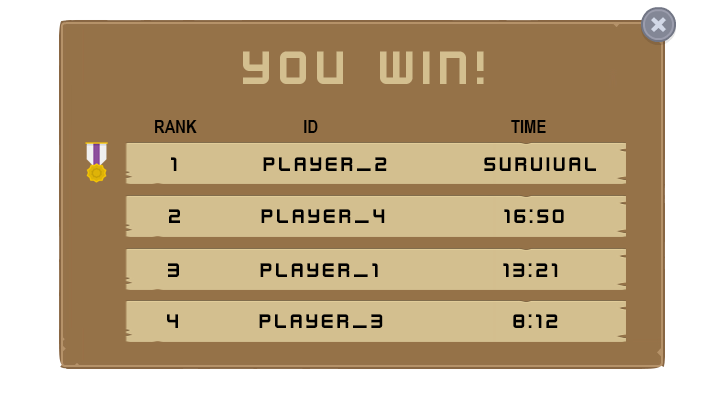 YOU WIN!
RANK ID TIME
1 PLAYER_2 SURVIVAL
2 PLAYER_4 16:50
3 PLAYER_1 13:21
4 PLAYER_3 8:12